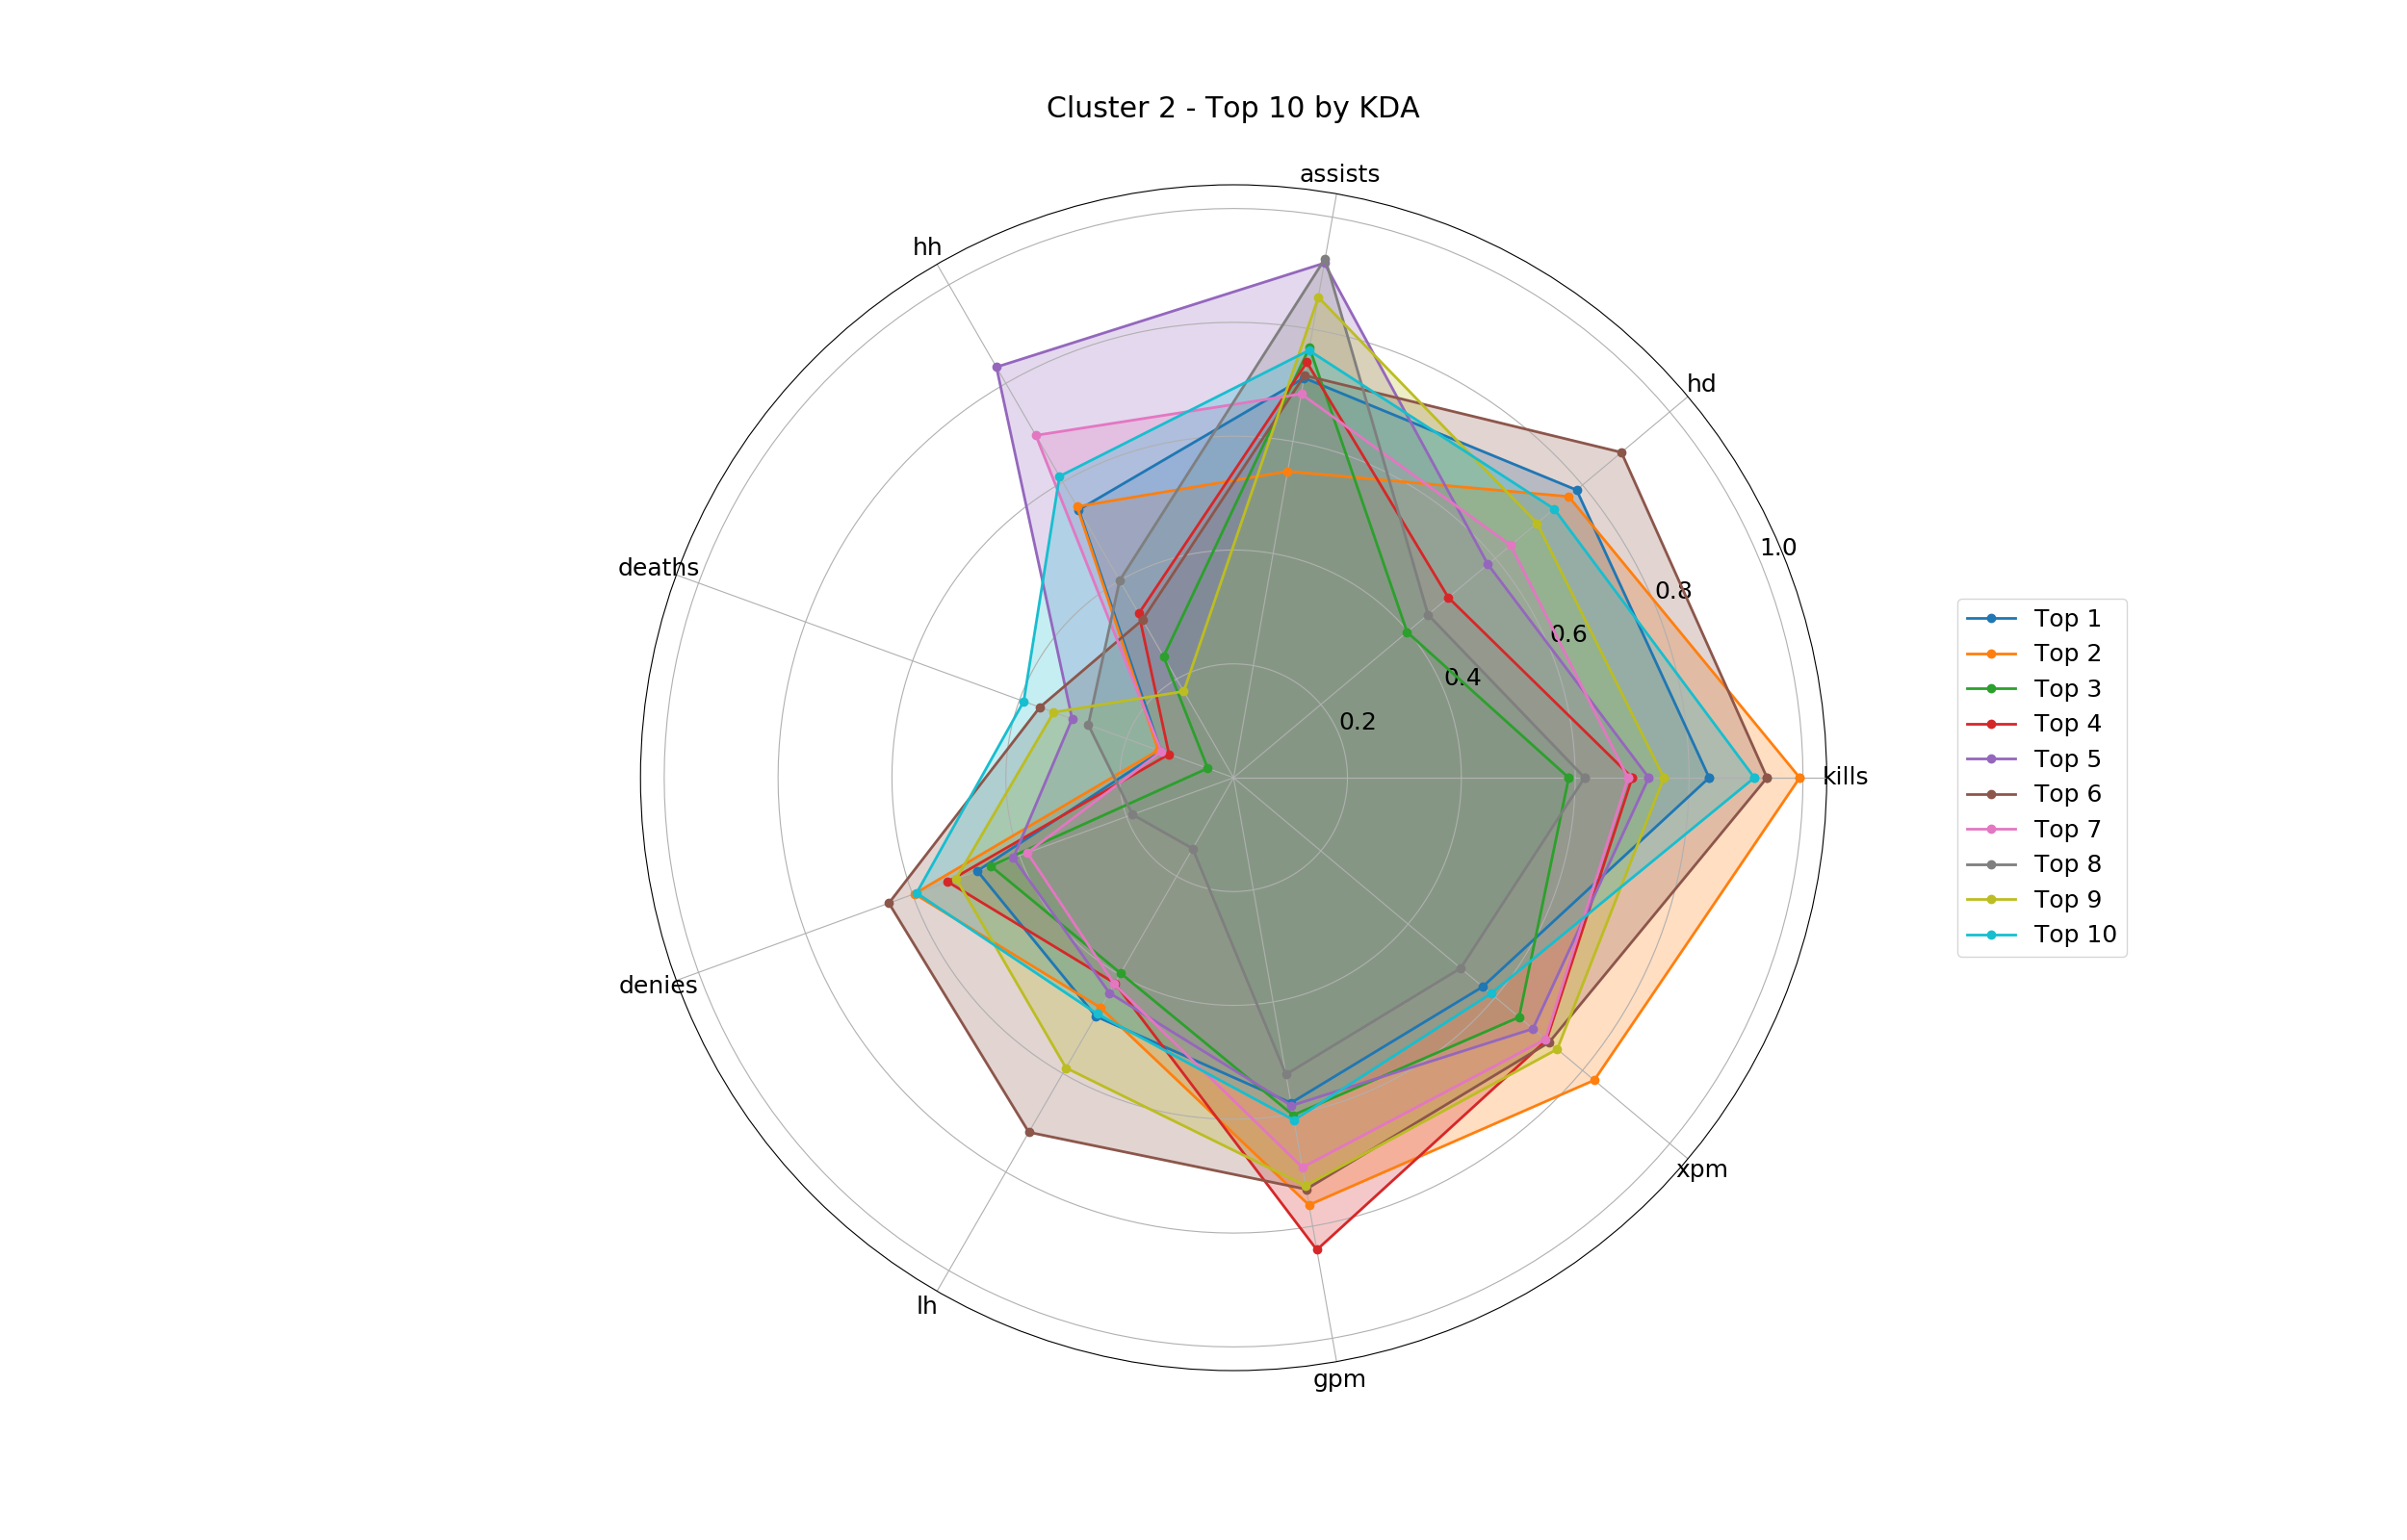 Cluster 2 - Top 10 by KDA
assists
hh
hd
deaths
1.0
0.8
0.6
0.4
0.2
kills
denies
xpm
lh
gpm
Top 1
Top 2
Top 3
Top 4
Top 5
Top 6
Top 7
Top 8
Top 9
Top 10